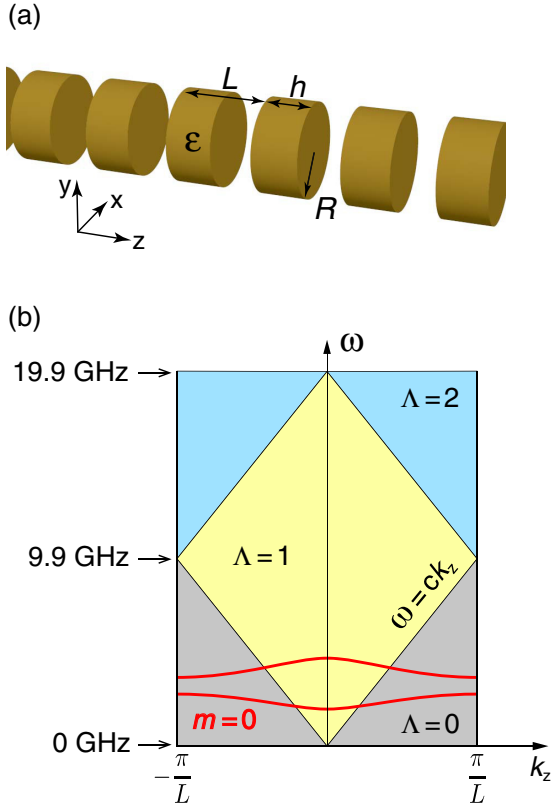 (a)
L h
ε
R
y x z
(b)
ω
19.9 GHz
Λ = 2
Λ = 1
9.9 GHz
ω = ck_z
m = 0
Λ = 0
0 GHz
−π/L π/L k_z